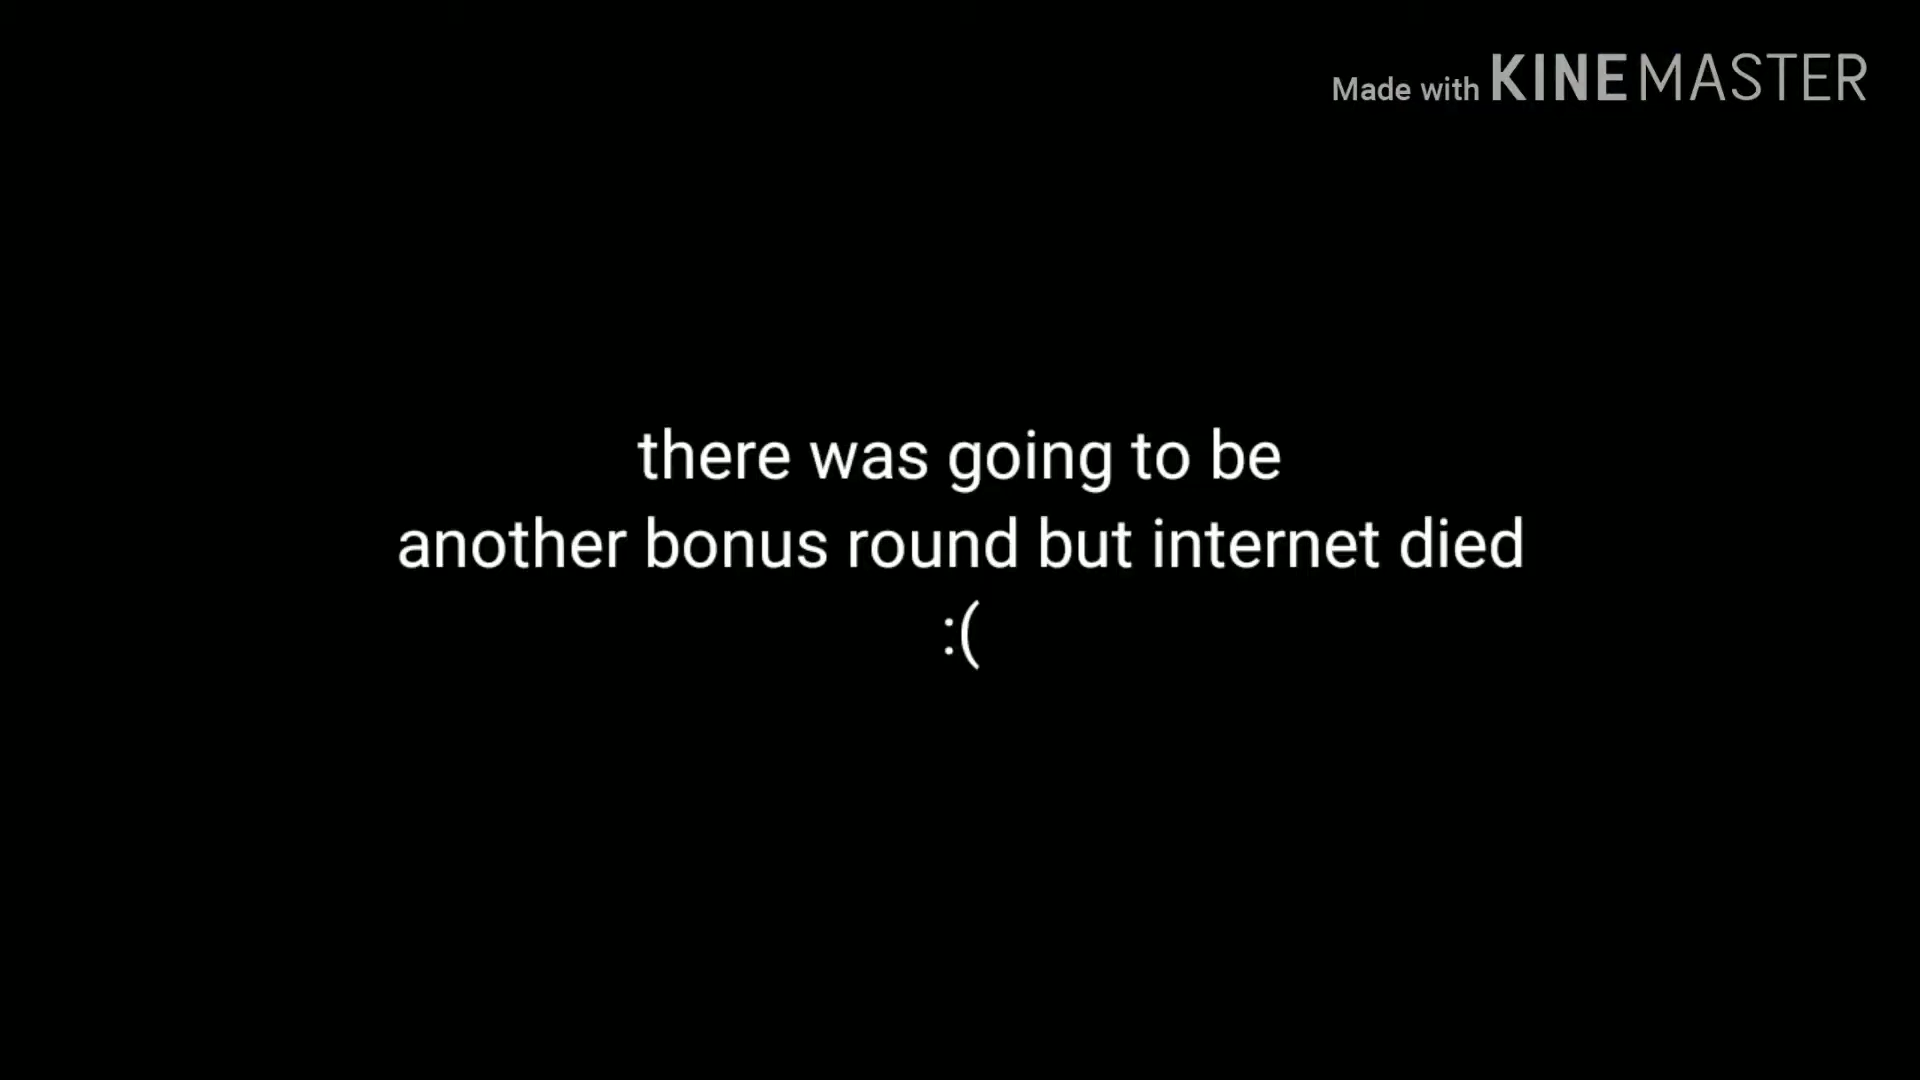 Made with KINEMASTER
there was going to be
another bonus round but internet died
:(